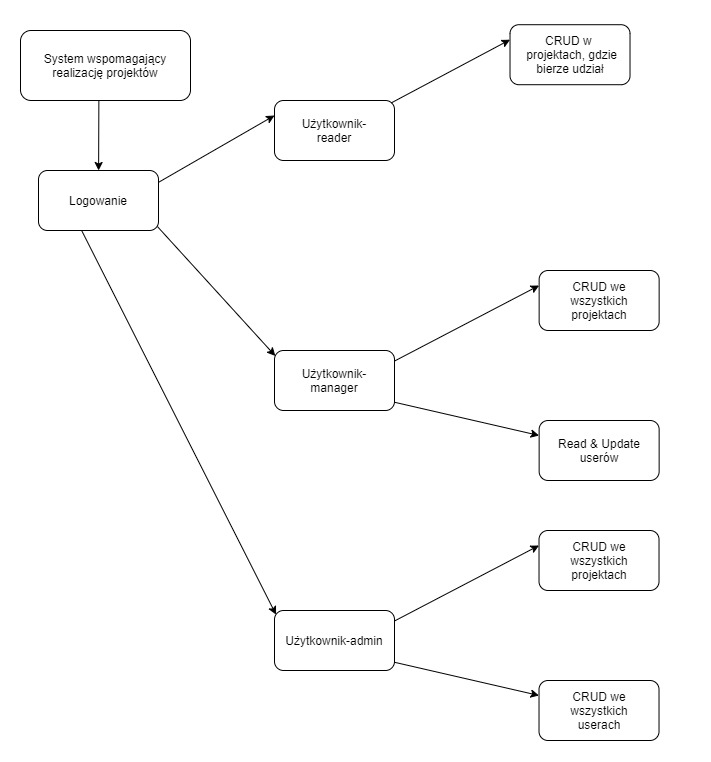 System wspomagający
realizację projektów
Logowanie
Użytkownik-
reader
CRUD w
projektach, gdzie
bierze udział
Użytkownik-
manager
CRUD we
wszystkich
projektach
Read & Update
userów
Użytkownik-admin
CRUD we
wszystkich
projektach
CRUD we
wszystkich
userach